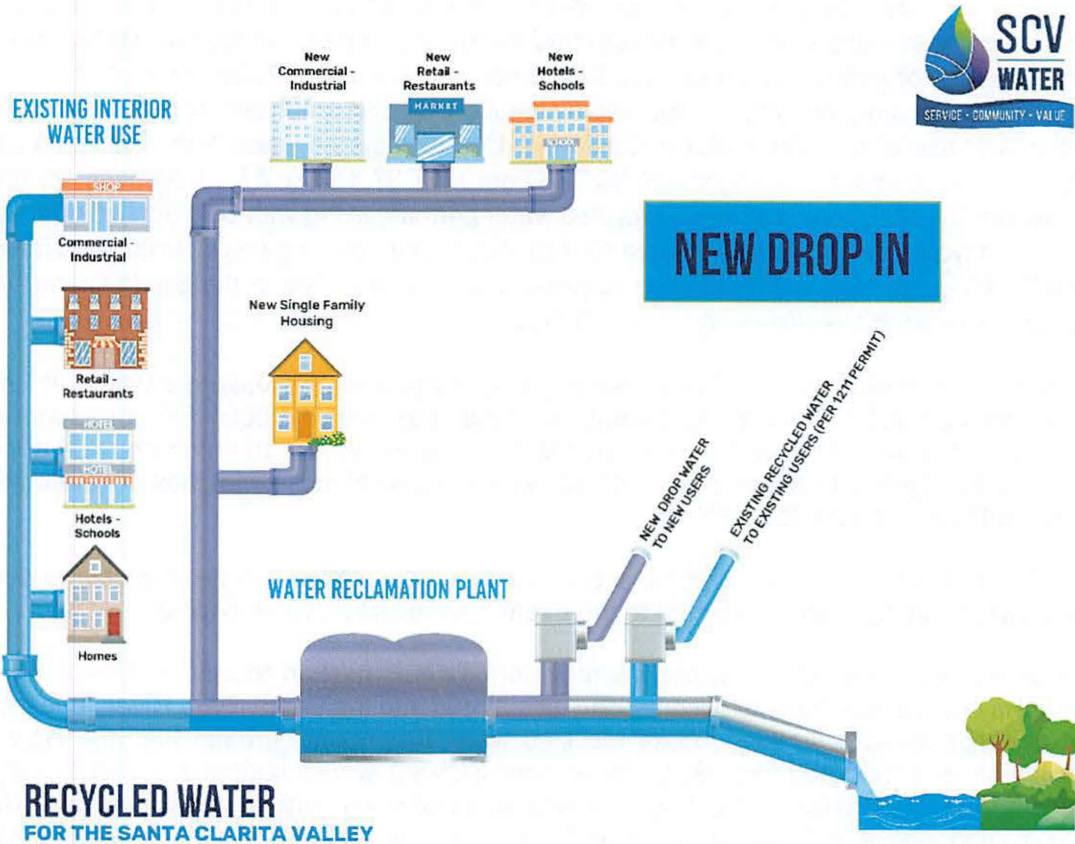 SCV
WATER
SERVICE - COMMUNITY - VALUE
New
Commercial -
Industrial
New
Retail -
Restaurants
New
Hotels -
Schools
MARKET
SCHOOL
EXISTING INTERIOR
WATER USE
SHOP
Commercial -
Industrial
Retail -
Restaurants
HOTEL
HOTEL
Hotels -
Schools
Homes
New Single Family
Housing
NEW DROP IN
NEW DROP WATER
TO NEW USERS
EXISTING RECYCLED WATER
TO EXISTING USERS (PER 1211 PERMIT)
WATER RECLAMATION PLANT
RECYCLED WATER
FOR THE SANTA CLARITA VALLEY